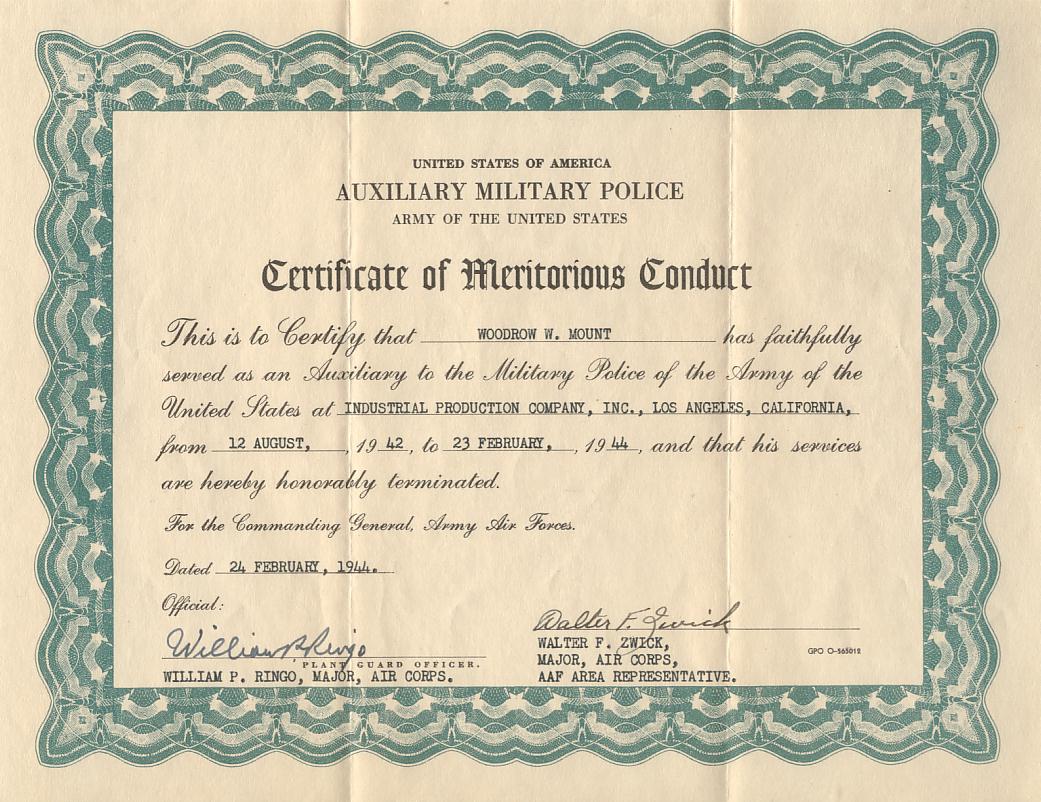 UNITED STATES OF AMERICA
AUXILIARY MILITARY POLICE
ARMY OF THE UNITED STATES
Certificate of Meritorious Conduct
This is to Certify that WOODROW W. MOUNT has faithfully
served as an Auxiliary to the Military Police of the Army of the
United States at INDUSTRIAL PRODUCTION COMPANY, INC., LOS ANGELES, CALIFORNIA,
from 12 AUGUST, , 19 42 , to 23 FEBRUARY, , 19 44 , and that his services
are hereby honorably terminated.
For the Commanding General, Army Air Forces.
Dated 24 FEBRUARY, 1944.
Official:
William P. Ringo
PLANT GUARD OFFICER.
WILLIAM P. RINGO, MAJOR, AIR CORPS.
Walter F. Zwick
WALTER F. ZWICK,
MAJOR, AIR CORPS,
AAF AREA REPRESENTATIVE.
GPO O-565012